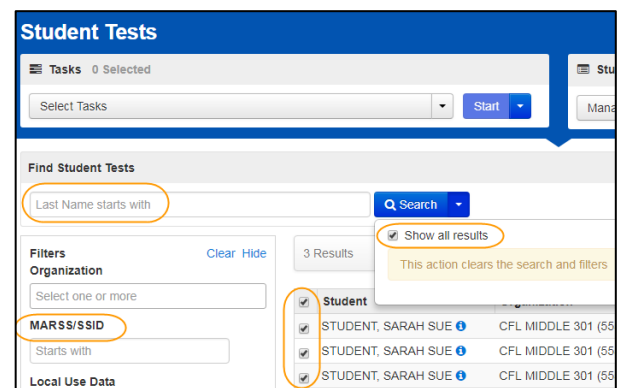 Student Tests
Tasks 0 Selected
Stu
Select Tasks
Start
Mana
Find Student Tests
Last Name starts with
Search
Show all results
This action clears the search and filters
Filters
Clear Hide
3 Results
Organization
Select one or more
Student
MARSS/SSID
STUDENT, SARAH SUE CFL MIDDLE 301 (55
Starts with
STUDENT, SARAH SUE CFL MIDDLE 301 (55
Local Use Data
STUDENT, SARAH SUE CFL MIDDLE 301 (55